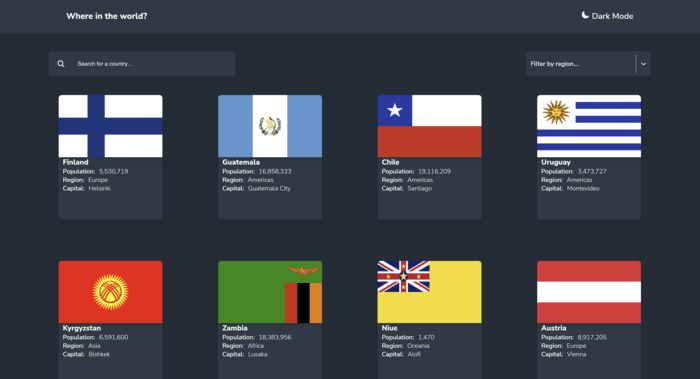 Where in the world?
Dark Mode
Search for a country...
Filter by region...
Finland
Population: 5,530,719
Region: Europe
Capital: Helsinki
Guatemala
Population: 16,858,333
Region: Americas
Capital: Guatemala City
Chile
Population: 19,116,209
Region: Americas
Capital: Santiago
Uruguay
Population: 3,473,727
Region: Americas
Capital: Montevideo
Kyrgyzstan
Population: 6,591,600
Region: Asia
Capital: Bishkek
Zambia
Population: 18,383,956
Region: Africa
Capital: Lusaka
Niue
Population: 1,470
Region: Oceania
Capital: Alofi
Austria
Population: 8,917,205
Region: Europe
Capital: Vienna